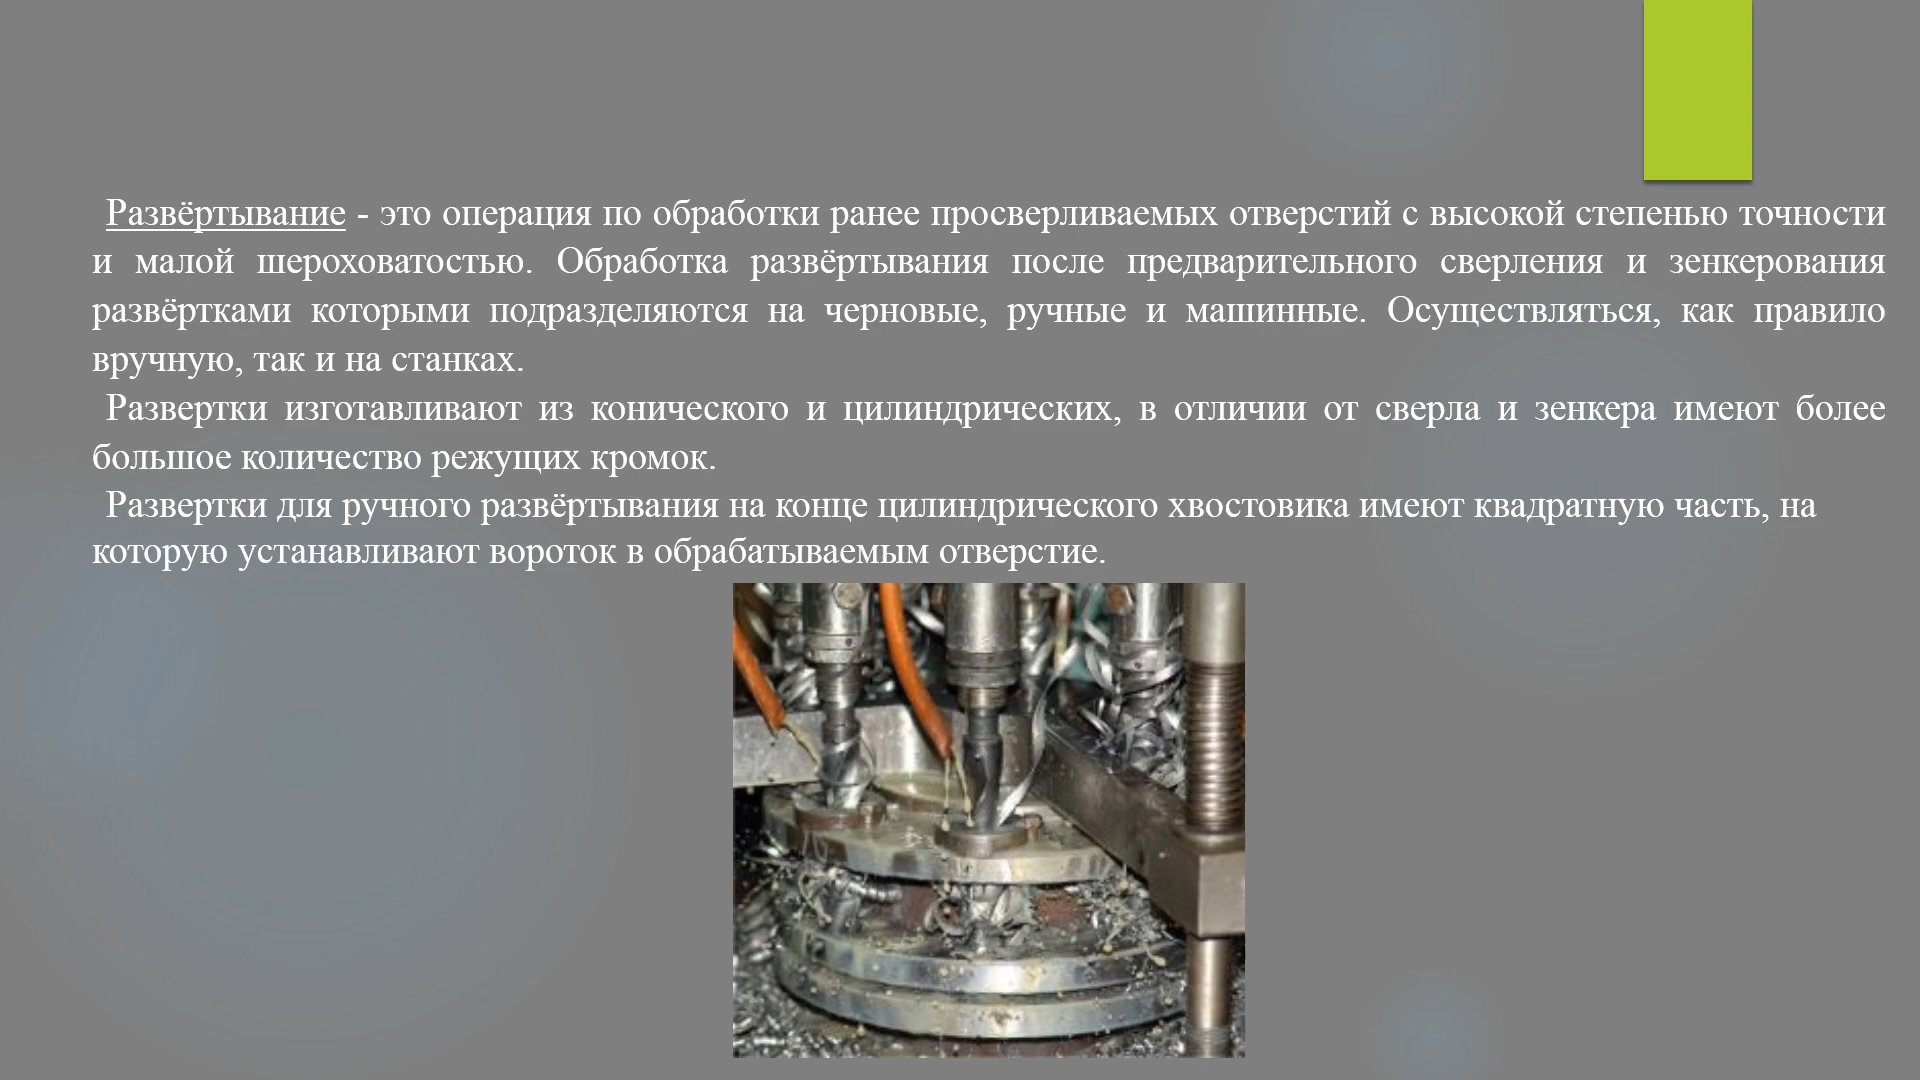 Развёртывание - это операция по обработки ранее просверливаемых отверстий с высокой степенью точности
и малой шероховатостью. Обработка развёртывания после предварительного сверления и зенкерования
развёртками которыми подразделяются на черновые, ручные и машинные. Осуществляться, как правило
вручную, так и на станках.
Развертки изготавливают из конического и цилиндрических, в отличии от сверла и зенкера имеют более
большое количество режущих кромок.
Развертки для ручного развёртывания на конце цилиндрического хвостовика имеют квадратную часть, на
которую устанавливают вороток в обрабатываемым отверстие.